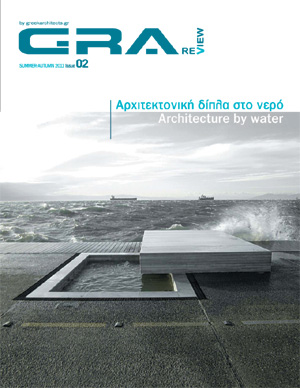 by greekarchitects.gr
GRA RE VIEW
SUMMER-AUTUMN 2011 issue 02
Αρχιτεκτονική δίπλα στο νερό
Architecture by water